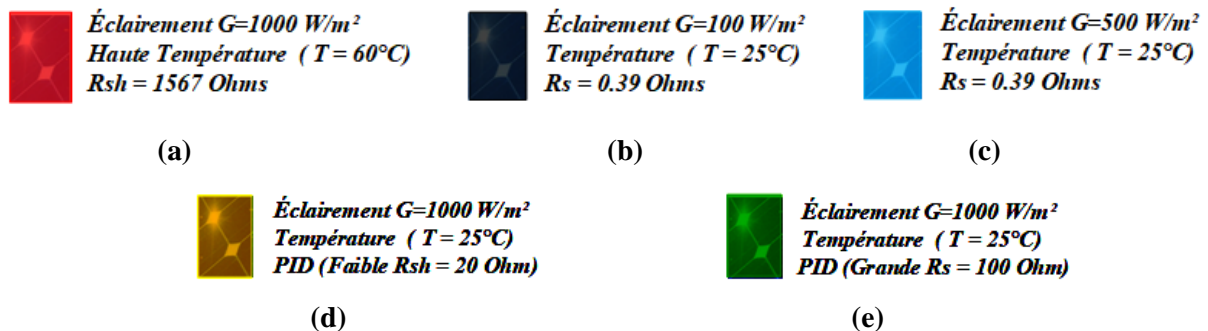 Éclairement G=1000 W/m²
Haute Température ( T = 60°C)
Rsh = 1567 Ohms
(a)
Éclairement G=100 W/m²
Température ( T = 25°C)
Rs = 0.39 Ohms
(b)
Éclairement G=500 W/m²
Température ( T = 25°C)
Rs = 0.39 Ohms
(c)
Éclairement G=1000 W/m²
Température ( T = 25°C)
PID (Faible Rsh = 20 Ohm)
(d)
Éclairement G=1000 W/m²
Température ( T = 25°C)
PID (Grande Rs = 100 Ohm)
(e)